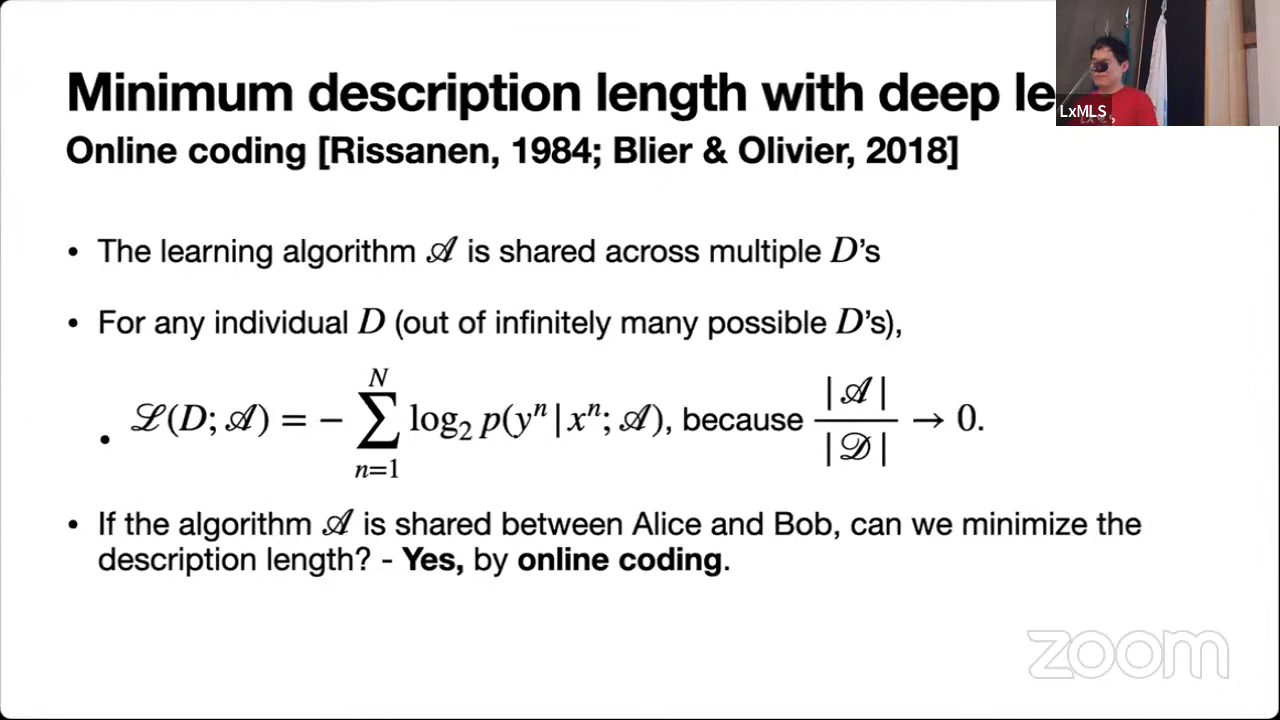 Minimum description length with deep le
LxMLS
Online coding [Rissanen, 1984; Blier & Olivier, 2018]
• The learning algorithm 𝒜 is shared across multiple D's
• For any individual D (out of infinitely many possible D's),
• ℒ(D; 𝒜) = − ∑_{n=1}^{N} log₂ p(yⁿ | xⁿ; 𝒜), because |𝒜| / |𝒟| → 0.
• If the algorithm 𝒜 is shared between Alice and Bob, can we minimize the
description length? - Yes, by online coding.
zoom